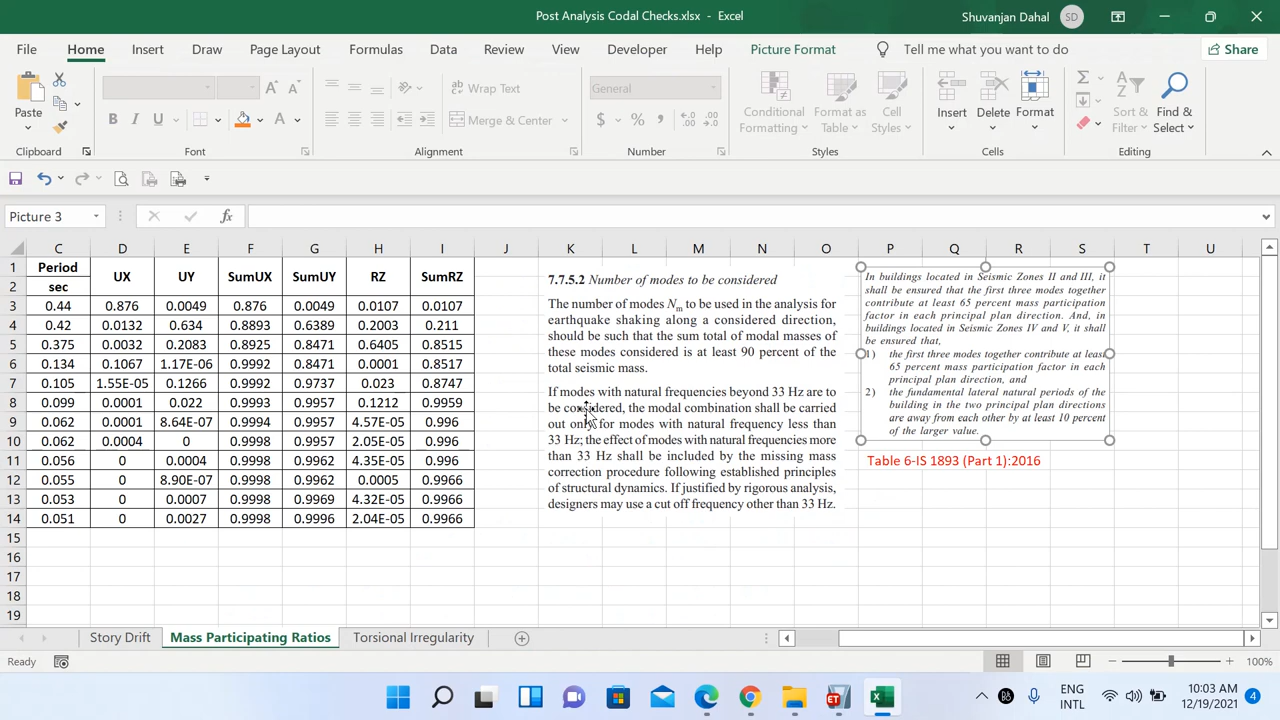 Post Analysis Codal Checks.xlsx - Excel
Shuvanjan Dahal
SD
File Home Insert Draw Page Layout Formulas Data Review View Developer Help Picture Format Tell me what you want to do Share
Paste
Clipboard
B I U
Font
Wrap Text
Merge & Center
Alignment
General
Number
Conditional Formatting
Format as Table
Cell Styles
Styles
Insert Delete Format
Cells
Sort & Filter
Find & Select
Editing
Picture 3
fx
C D E F G H I J K L M N O P Q R S T U
1 Period UX UY SumUX SumUY RZ SumRZ
2 sec
3 0.44 0.876 0.0049 0.876 0.0049 0.0107 0.0107
4 0.42 0.0132 0.634 0.8893 0.6389 0.2003 0.211
5 0.375 0.0032 0.2083 0.8925 0.8471 0.6405 0.8515
6 0.134 0.1067 1.17E-06 0.9992 0.8471 0.0001 0.8517
7 0.105 1.55E-05 0.1266 0.9992 0.9737 0.023 0.8747
8 0.099 0.0001 0.022 0.9994 0.9959 0.1212 0.9959
9 0.062 0.0001 8.64E-07 0.9994 0.9957 4.57E-05 0.996
10 0.062 0.0004 0 0.9998 0.9957 2.05E-05 0.996
11 0.056 0 0.0004 0.9998 0.9962 4.35E-05 0.996
12 0.055 0 8.90E-07 0.9998 0.9962 0.0005 0.9966
13 0.053 0 0.0007 0.9998 0.9969 4.32E-05 0.9966
14 0.051 0 0.0027 0.9998 0.9996 2.04E-05 0.9966
15
16
17
18
19
7.7.5.2 Number of modes to be considered
The number of modes Nm to be used in the analysis for
earthquake shaking along a considered direction,
should be such that the sum total of modal masses of
these modes considered is at least 90 percent of the
total seismic mass.
If modes with natural frequencies beyond 33 Hz are to
be considered, the modal combination shall be carried
out only for modes with natural frequency less than
33 Hz; the effect of modes with natural frequencies more
than 33 Hz shall be included by the missing mass
correction procedure following established principles
of structural dynamics. If justified by rigorous analysis,
designers may use a cut off frequency other than 33 Hz.
In buildings located in Seismic Zones II and III, it
shall be ensured that the first three modes together
contribute at least 65 percent mass participation
factor in each principal plan direction. And, in
buildings located in Seismic Zones IV and V, it shall
be ensured that,
1) the first three modes together contribute at least
65 percent mass participation factor in each
principal plan direction, and
2) the fundamental lateral natural periods of the
building in the two principal plan directions
are away from each other by at least 10 percent
of the larger value.
Table 6-IS 1893 (Part 1):2016
Story Drift Mass Participating Ratios Torsional Irregularity
Ready
100%
ENG
INTL
10:03 AM
12/19/2021
4